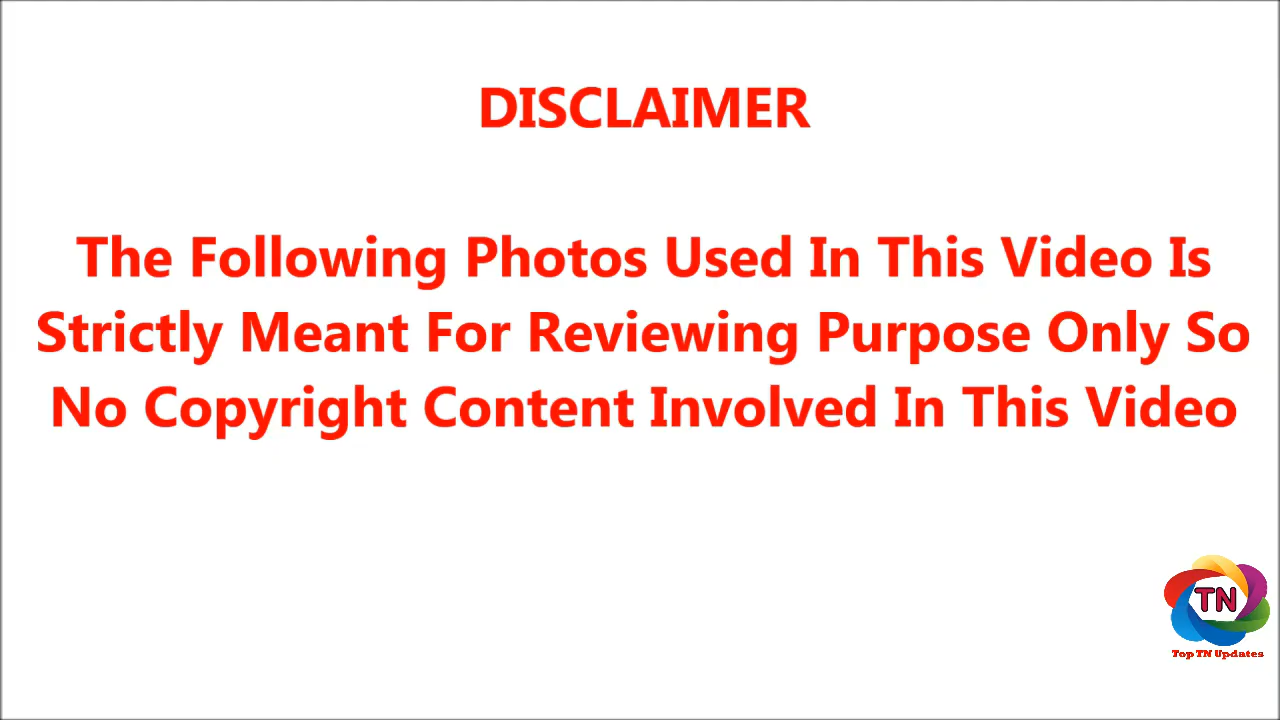 DISCLAIMER
The Following Photos Used In This Video Is
Strictly Meant For Reviewing Purpose Only So
No Copyright Content Involved In This Video
TN
Top TN Updates